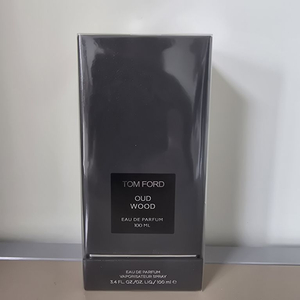 TOM FORD
OUD
WOOD
EAU DE PARFUM
100 ML
EAU DE PARFUM
VAPORISATEUR SPRAY
3.4 FL. OZ./OZ. LIQ./100 ml ℮